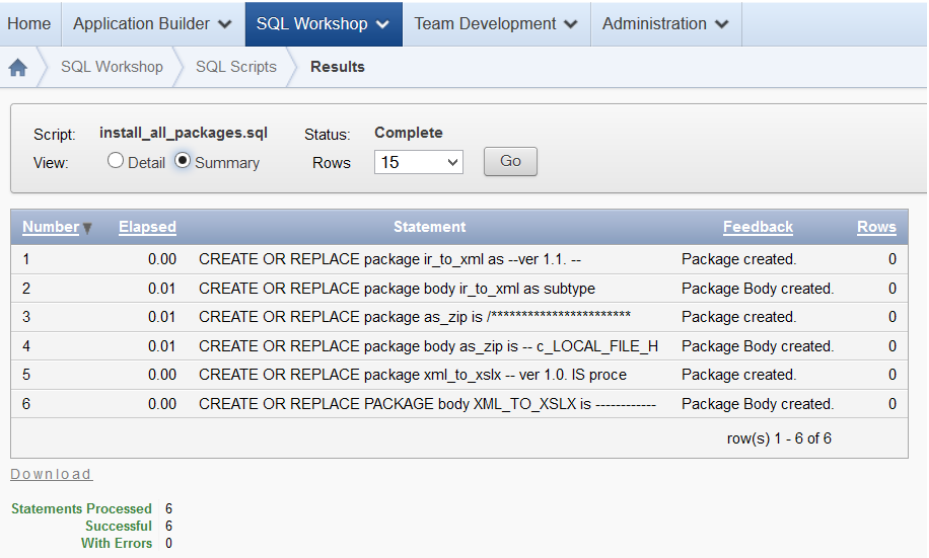 Home Application Builder SQL Workshop Team Development Administration
SQL Workshop SQL Scripts Results
Script: install_all_packages.sql Status: Complete
View: Detail Summary Rows 15 Go
Number Elapsed Statement Feedback Rows
1 0.00 CREATE OR REPLACE package ir_to_xml as --ver 1.1. -- Package created. 0
2 0.01 CREATE OR REPLACE package body ir_to_xml as subtype Package Body created. 0
3 0.01 CREATE OR REPLACE package as_zip is /*********************** Package created. 0
4 0.01 CREATE OR REPLACE package body as_zip is -- c_LOCAL_FILE_H Package Body created. 0
5 0.00 CREATE OR REPLACE package xml_to_xslx -- ver 1.0. IS proce Package created. 0
6 0.00 CREATE OR REPLACE PACKAGE body XML_TO_XSLX is ------------ Package Body created. 0
row(s) 1 - 6 of 6
Download
Statements Processed 6
Successful 6
With Errors 0